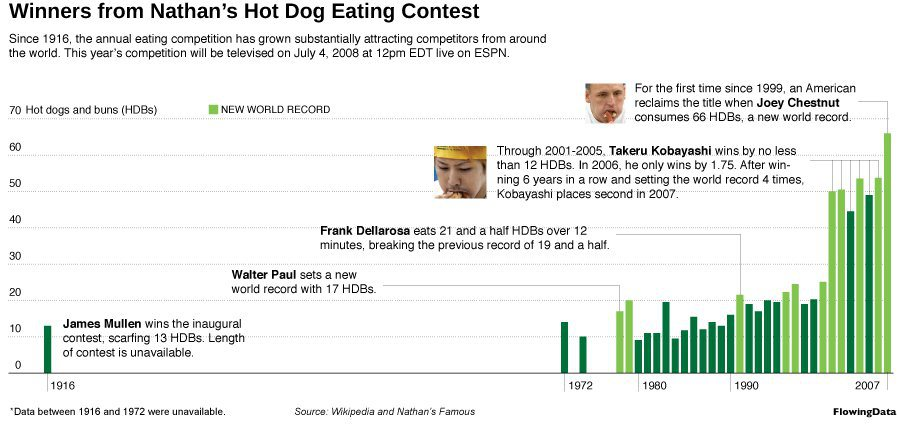 Winners from Nathan's Hot Dog Eating Contest
Since 1916, the annual eating competition has grown substantially attracting competitors from around
the world. This year's competition will be televised on July 4, 2008 at 12pm EDT live on ESPN.
For the first time since 1999, an American
reclaims the title when Joey Chestnut
consumes 66 HDBs, a new world record.
70 Hot dogs and buns (HDBs)
NEW WORLD RECORD
60
Through 2001-2005, Takeru Kobayashi wins by no less
than 12 HDBs. In 2006, he only wins by 1.75. After win-
ning 6 years in a row and setting the world record 4 times,
Kobayashi places second in 2007.
50
40
Frank Dellarosa eats 21 and a half HDBs over 12
minutes, breaking the previous record of 19 and a half.
30
Walter Paul sets a new
world record with 17 HDBs.
20
James Mullen wins the inaugural
contest, scarfing 13 HDBs. Length
of contest is unavailable.
10
0
1916
1972
1980
1990
2007
*Data between 1916 and 1972 were unavailable.
Source: Wikipedia and Nathan's Famous
FlowingData